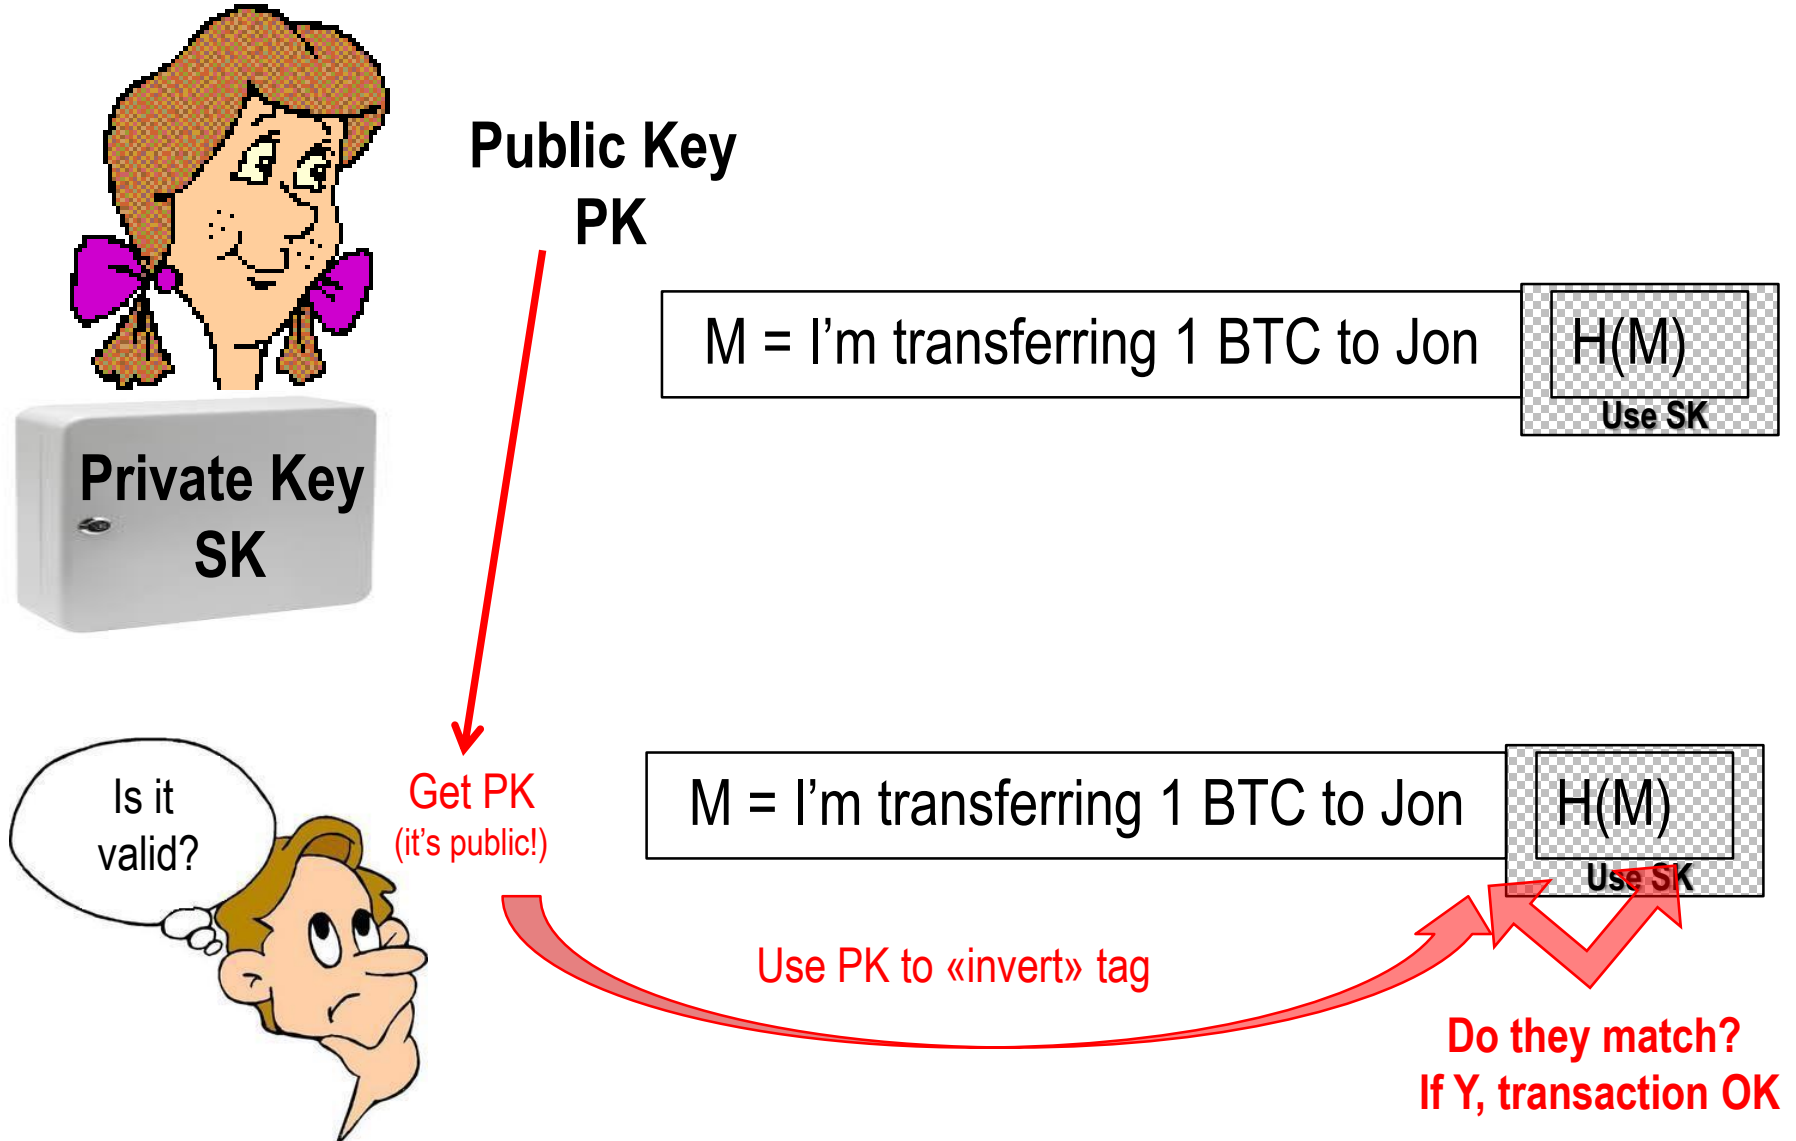 Public Key
PK
M = I'm transferring 1 BTC to Jon
H(M)
Use SK
Private Key
SK
Is it
valid?
Get PK
(it's public!)
M = I'm transferring 1 BTC to Jon
H(M)
Use SK
Use PK to «invert» tag
Do they match?
If Y, transaction OK